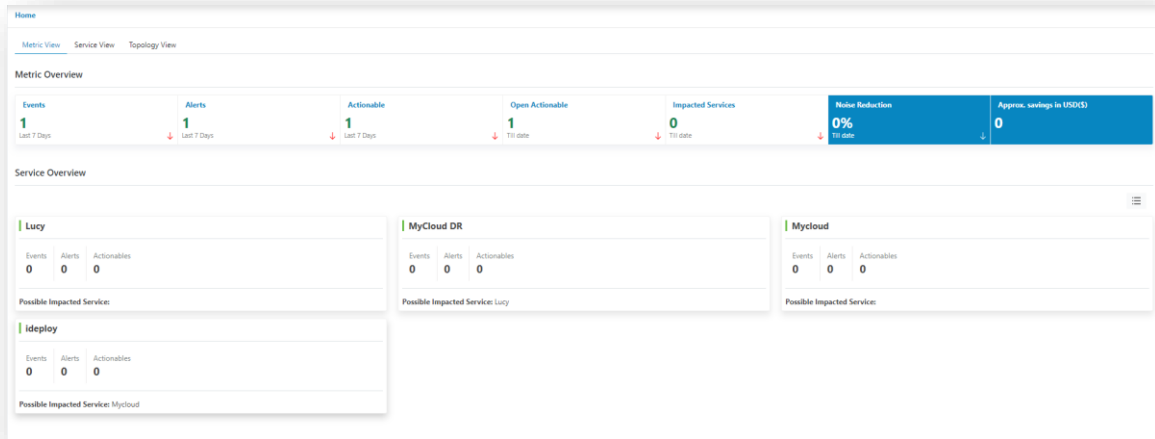 Home
Metric View Service View Topology View
Metric Overview
Events Alerts Actionable Open Actionable Impacted Services Noise Reduction Approx. savings in USD($)
1 1 1 1 0 0% 0
Last 7 Days Last 7 Days Last 7 Days Till date Till date Till date
Service Overview
Lucy MyCloud DR Mycloud
Events Alerts Actionables Events Alerts Actionables Events Alerts Actionables
0 0 0 0 0 0 0 0 0
Possible Impacted Service: Possible Impacted Service: Lucy Possible Impacted Service:
ideploy
Events Alerts Actionables
0 0 0
Possible Impacted Service: Mycloud